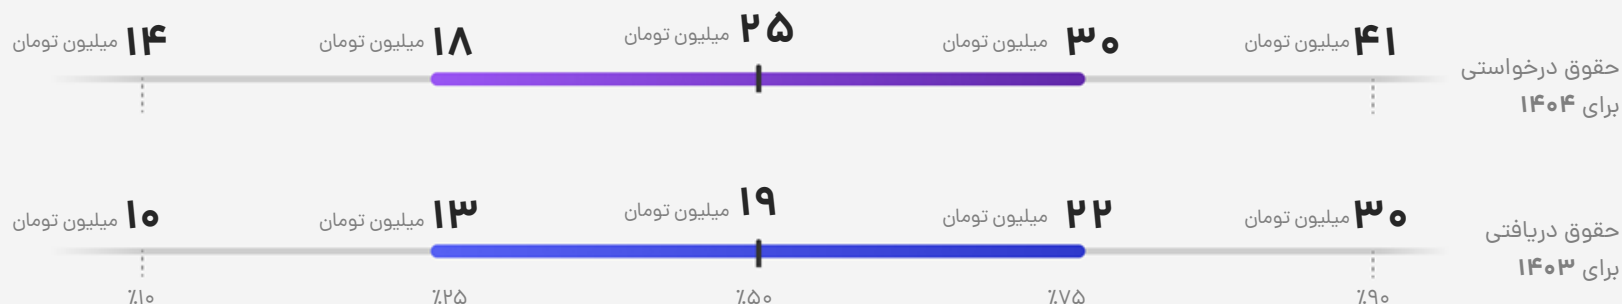 ۱۴ میلیون تومان
۱۸ میلیون تومان
۲۵ میلیون تومان
۳۰ میلیون تومان
۴۱ میلیون تومان
حقوق درخواستی
برای ۱۴۰۴
۱۰ میلیون تومان
۱۳ میلیون تومان
۱۹ میلیون تومان
۲۲ میلیون تومان
۳۰ میلیون تومان
حقوق دریافتی
برای ۱۴۰۳
٪۱۰
٪۲۵
٪۵۰
٪۷۵
٪۹۰